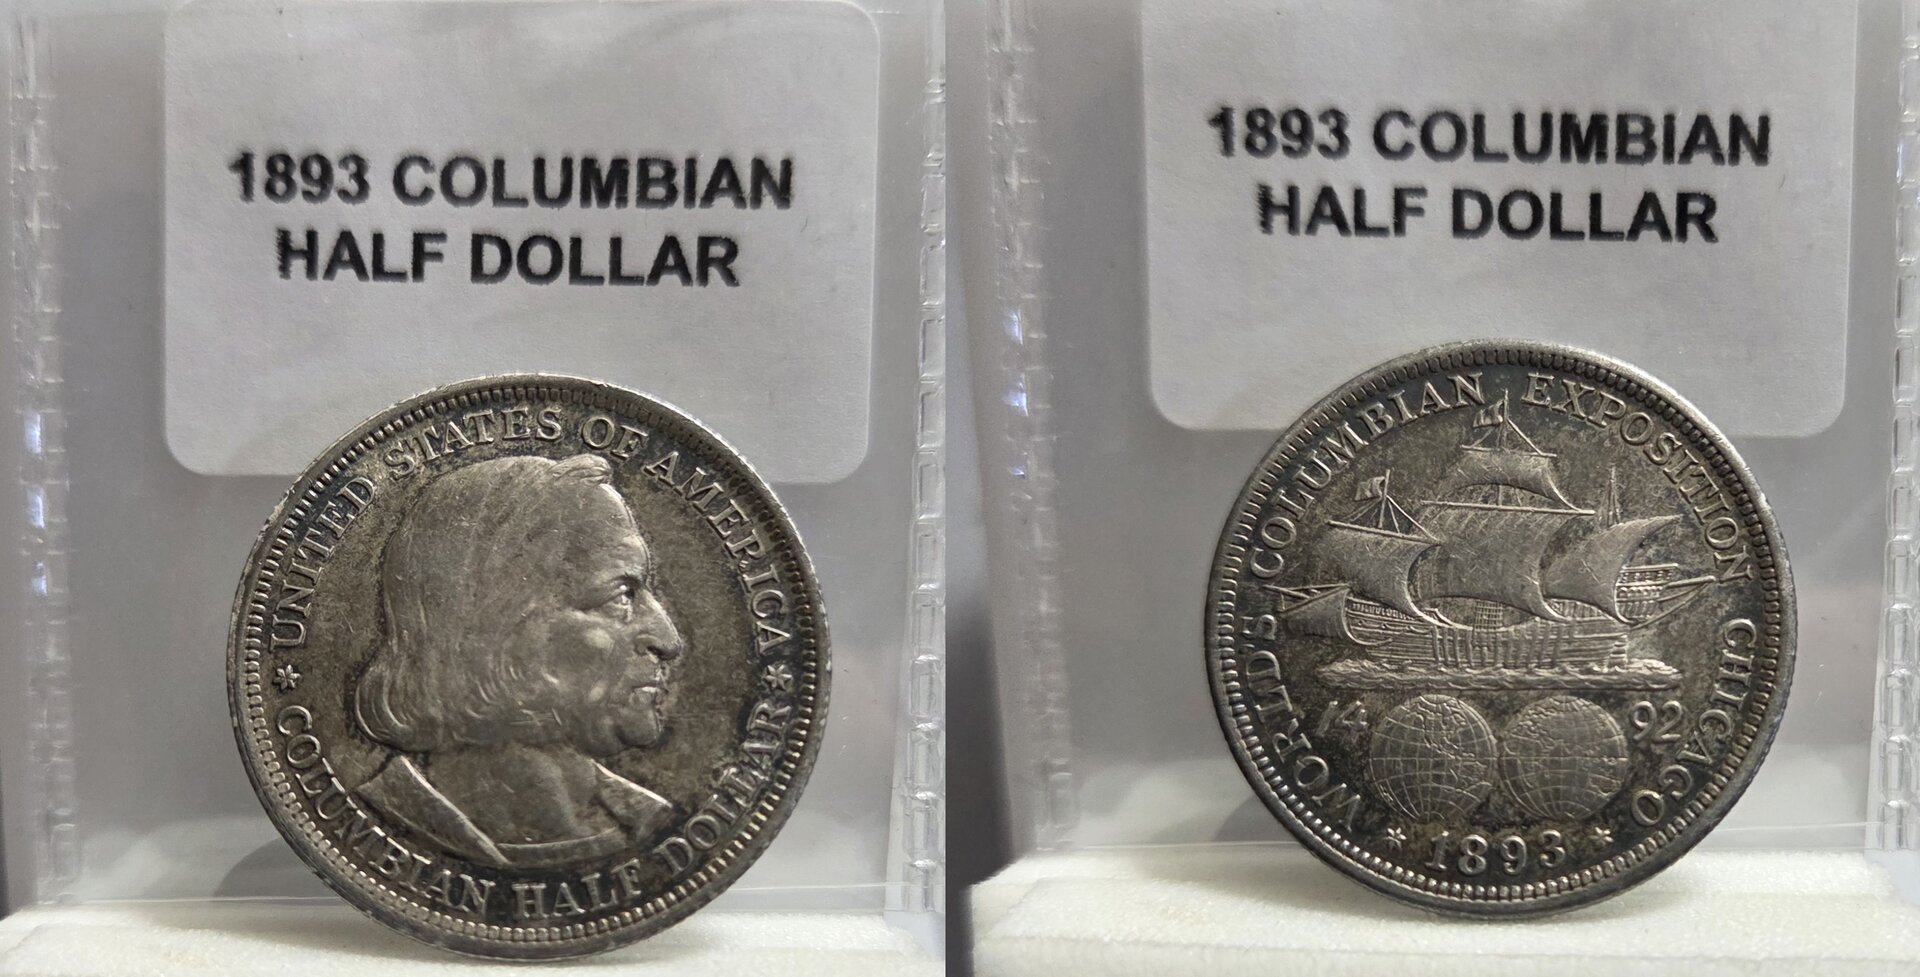 1893 COLUMBIAN
HALF DOLLAR
* UNITED STATES OF AMERICA *
COLUMBIAN HALF DOLLAR
1893 COLUMBIAN
HALF DOLLAR
WORLD'S COLUMBIAN EXPOSITION CHICAGO
14 92
* 1893 *